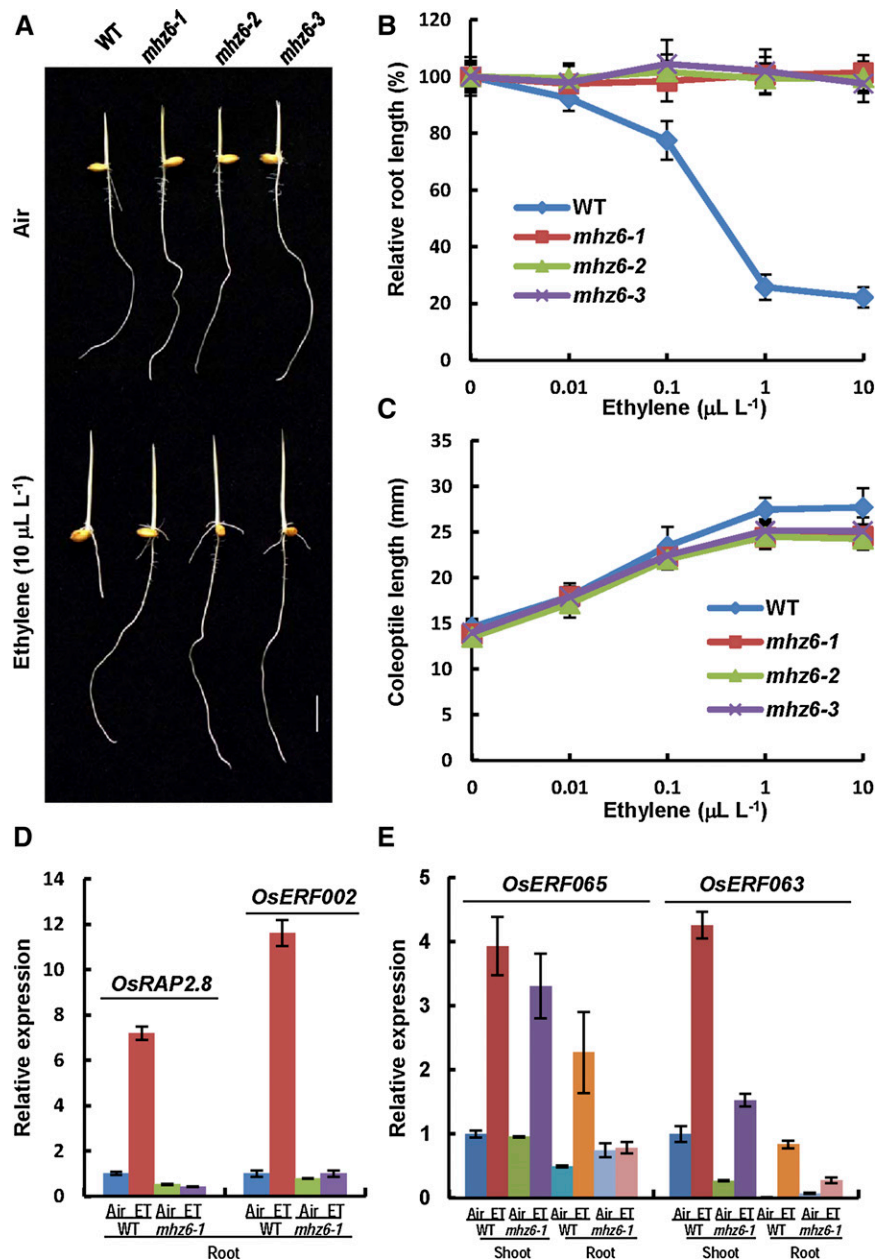 A
WT
mhz6-1
mhz6-2
mhz6-3
Air
Ethylene (10 μL L-1)
B
Relative root length (%)
120
100
80
60
40
20
0
WT
mhz6-1
mhz6-2
mhz6-3
0 0.01 0.1 1 10
Ethylene (μL L-1)
C
Coleoptile length (mm)
35
30
25
20
15
10
5
0
WT
mhz6-1
mhz6-2
mhz6-3
0 0.01 0.1 1 10
Ethylene (μL L-1)
D
Relative expression
14
12
10
8
6
4
2
0
OsRAP2.8
OsERF002
Air ET Air ET Air ET Air ET
WT mhz6-1 WT mhz6-1
Root
E
Relative expression
5
4
3
2
1
0
OsERF065
OsERF063
Air ET Air ET Air ET Air ET Air ET Air ET Air ET Air ET
WT mhz6-1 WT mhz6-1 WT mhz6-1 WT mhz6-1
Shoot Root Shoot Root